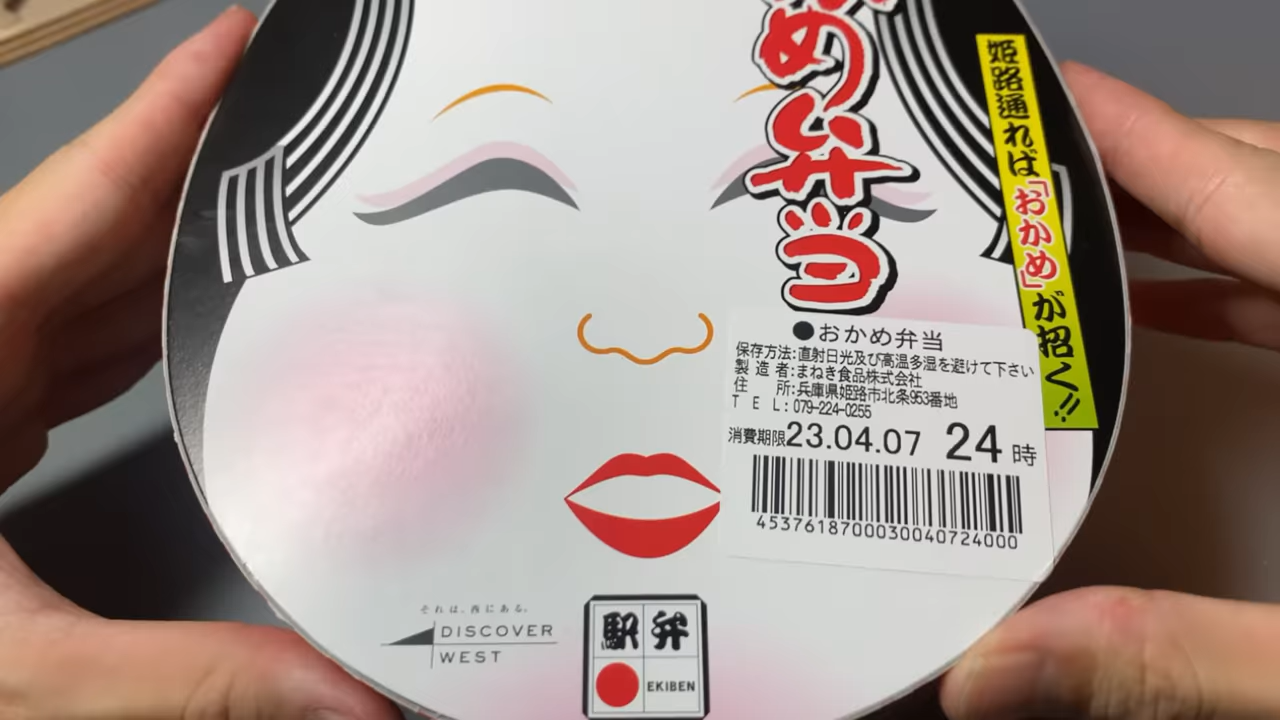 め弁当
姫路通れば「おかめ」が招く!!
●おかめ弁当
保存方法:直射日光及び高温多湿を避けて下さい
製造者:まねき食品株式会社
住所:兵庫県姫路市北条953番地
TEL:079-224-0255
消費期限23.04.07 24時
4537618700030040724000
それは、西にある。
DISCOVER
WEST
駅弁
EKIBEN